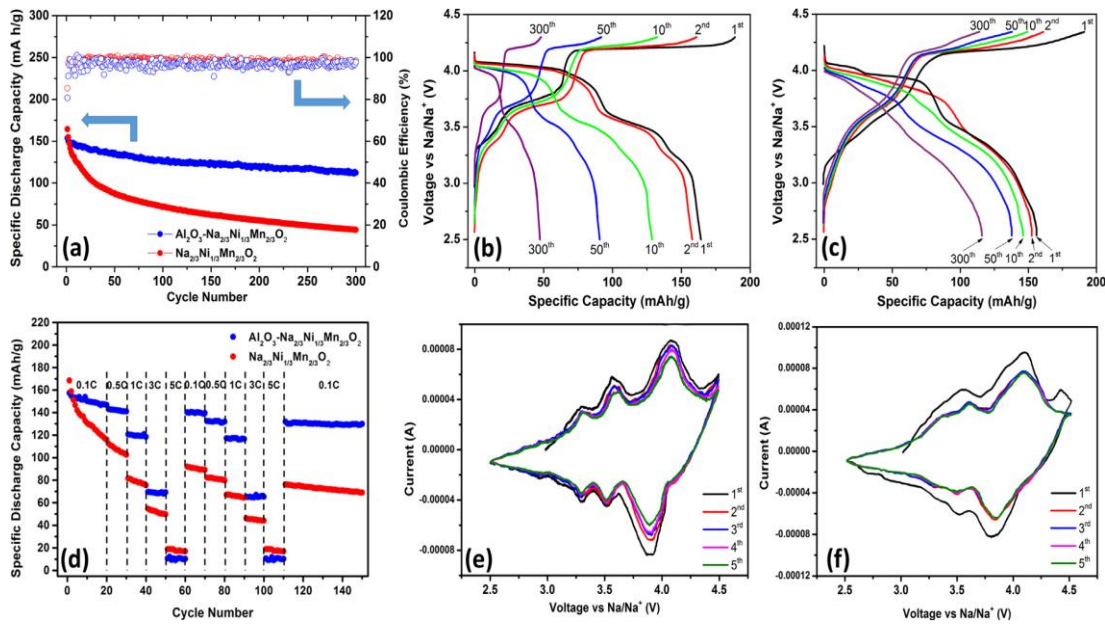 Specific Discharge Capacity (mA h/g)
350
300
250
200
150
100
50
0
120
100
80
60
40
20
0
Coulombic Efficiency (%)
(a)
Al₂O₃-Na₂/₃Ni₁/₃Mn₂/₃O₂
Na₂/₃Ni₁/₃Mn₂/₃O₂
0 50 100 150 200 250 300
Cycle Number
Voltage vs Na/Na⁺ (V)
4.5
4.0
3.5
3.0
2.5
300th 50th 10th 2nd 1st
(b)
300th 50th 10th 2nd 1st
0 50 100 150 200
Specific Capacity (mAh/g)
Voltage vs Na/Na⁺ (V)
4.5
4.0
3.5
3.0
2.5
300th 50th 10th 2nd 1st
(c)
300th 50th 10th 2nd 1st
0 50 100 150 200
Specific Capacity (mAh/g)
Specific Discharge Capacity (mAh/g)
220
200
180
160
140
120
100
80
60
40
20
0
Al₂O₃-Na₂/₃Ni₁/₃Mn₂/₃O₂
Na₂/₃Ni₁/₃Mn₂/₃O₂
0.1C 0.5C 1C 3C 5C 0.1C 0.5C 1C 3C 5C 0.1C
(d)
0 20 40 60 80 100 120 140
Cycle Number
Current (A)
0.00008
0.00004
0.00000
-0.00004
-0.00008
(e)
1st
2nd
3rd
4th
5th
2.5 3.0 3.5 4.0 4.5
Voltage vs Na/Na⁺ (V)
Current (A)
0.00012
0.00008
0.00004
0.00000
-0.00004
-0.00008
-0.00012
(f)
1st
2nd
3rd
4th
5th
2.5 3.0 3.5 4.0 4.5
Voltage vs Na/Na⁺ (V)